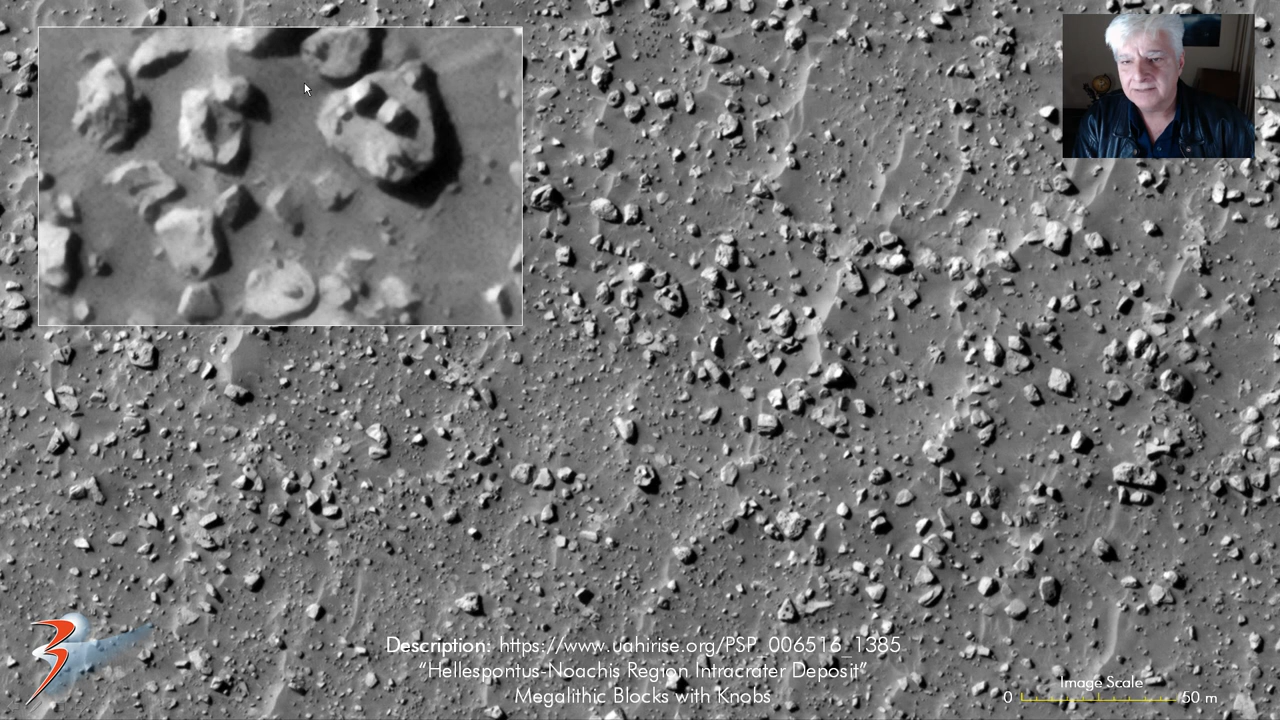 Description: https://www.uahirise.org/PSP_006516_1385
“Hellespontus-Noachis Region Intracrater Deposit”
Megalithic Blocks with Knobs
Image Scale
0 50 m